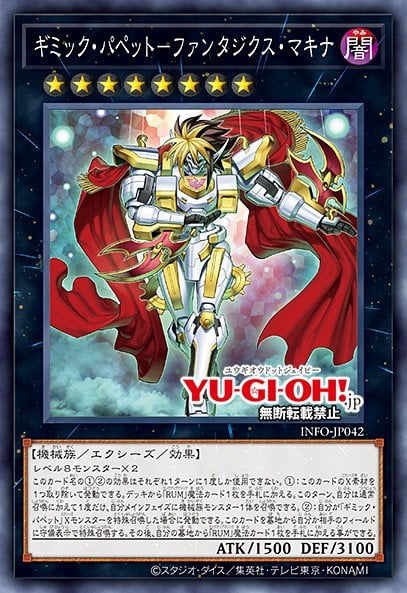 ギミック・パペット－ファンタジクス・マキナ
やみ
闇
ユウギオウドットジェイピー
YU-GI-OH!.jp
無断転載禁止
INFO-JP042
【機械族／エクシーズ／効果】
レベル８モンスター×２
このカード名の①②の効果はそれぞれ１ターンに１度しか使用できない。①：このカードのX素材を
１つ取り除いて発動できる。デッキから「RUM」魔法カード１枚を手札に加える。このターン、自分は通常
召喚に加えて１度だけ、自分メインフェイズに機械族モンスター１体を召喚できる。②：自分が「ギミック・
パペット」Xモンスターを特殊召喚した場合に発動できる。このカードを墓地から自分か相手のフィールド
に守備表示で特殊召喚する。その後、自分の墓地から「RUM」魔法カード１枚を手札に加える事ができる。
ATK/1500 DEF/3100
©スタジオ・ダイス／集英社・テレビ東京・KONAMI